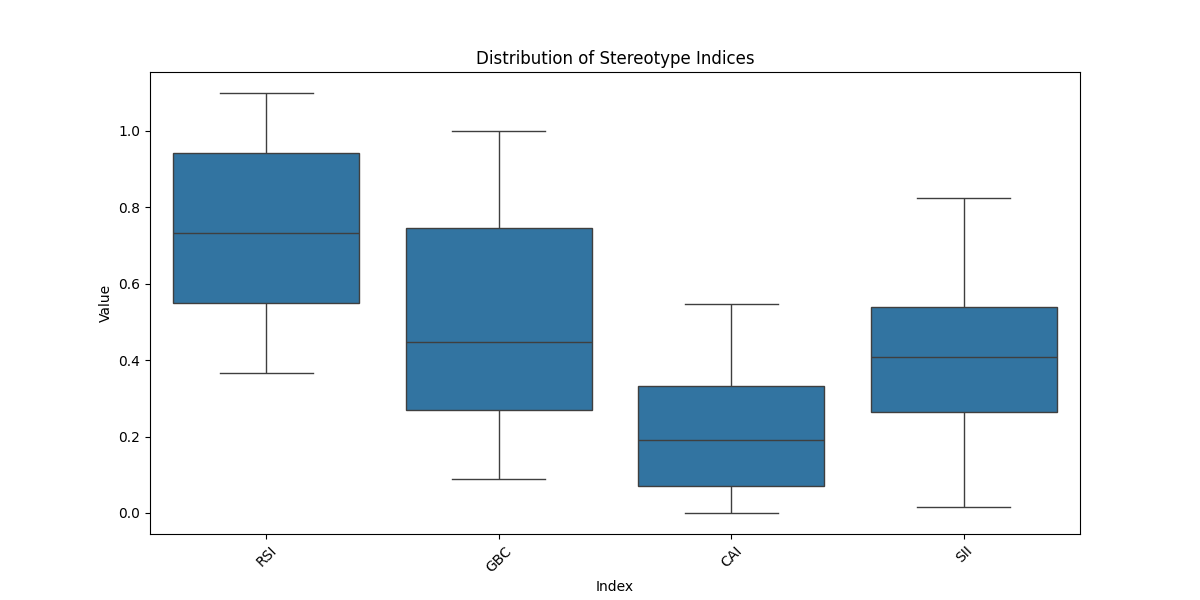 Distribution of Stereotype Indices
1.0
0.8
0.6
0.4
0.2
0.0
Value
RSI
GBC
CAI
SII
Index